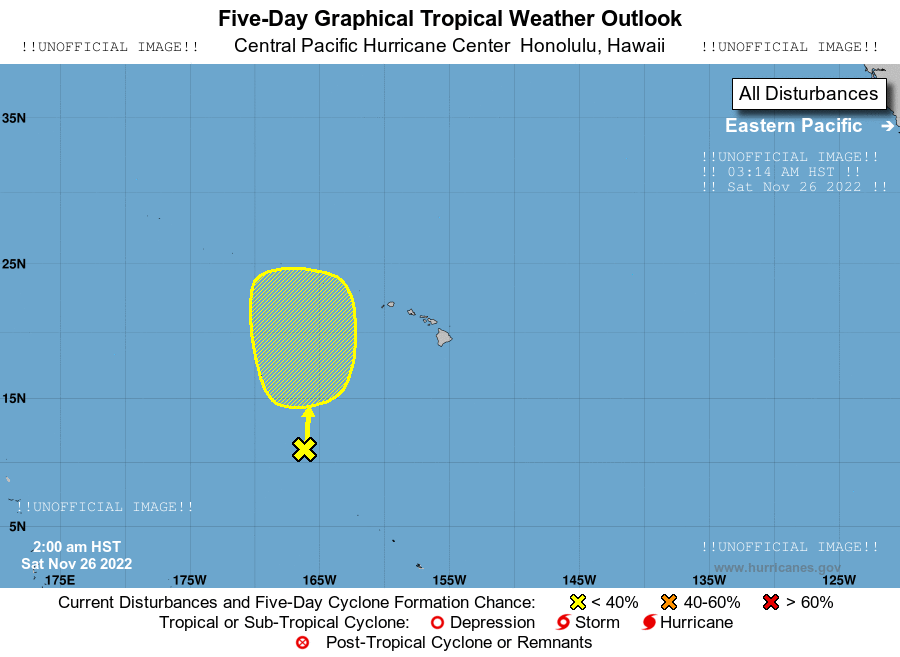 Five-Day Graphical Tropical Weather Outlook
!!UNOFFICIAL IMAGE!! Central Pacific Hurricane Center Honolulu, Hawaii !!UNOFFICIAL IMAGE!!
All Disturbances
35N
Eastern Pacific
!!UNOFFICIAL IMAGE!!
!! 03:14 AM HST !!
!! Sat Nov 26 2022 !!
25N
15N
!!UNOFFICIAL IMAGE!!
5N
2:00 am HST
Sat Nov 26 2022
!!UNOFFICIAL IMAGE!!
www.hurricanes.gov
175E 175W 165W 155W 145W 135W 125W
Current Disturbances and Five-Day Cyclone Formation Chance: < 40% 40-60% > 60%
Tropical or Sub-Tropical Cyclone: Depression Storm Hurricane
Post-Tropical Cyclone or Remnants